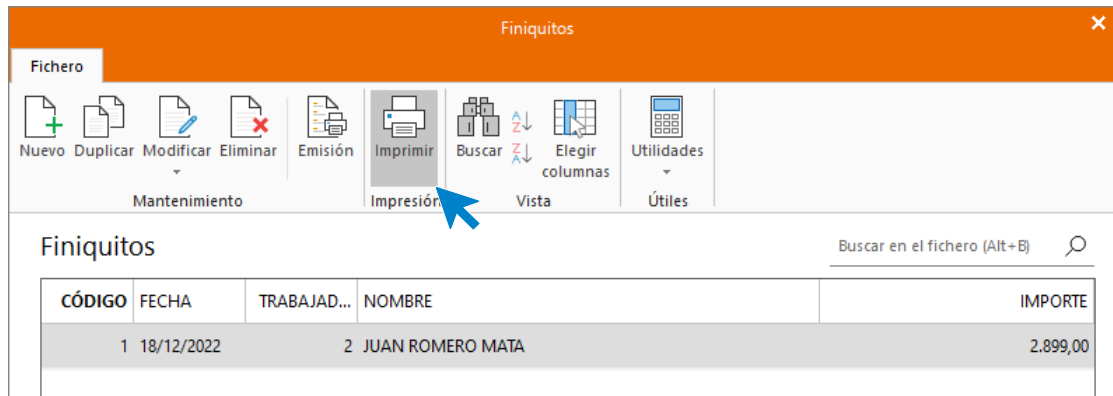 Finiquitos
Fichero
Nuevo Duplicar Modificar Eliminar Emisión Imprimir Buscar Elegir columnas Utilidades
Mantenimiento Impresión Vista Útiles
Finiquitos Buscar en el fichero (Alt+B)
CÓDIGO FECHA TRABAJAD... NOMBRE IMPORTE
1 18/12/2022 2 JUAN ROMERO MATA 2.899,00